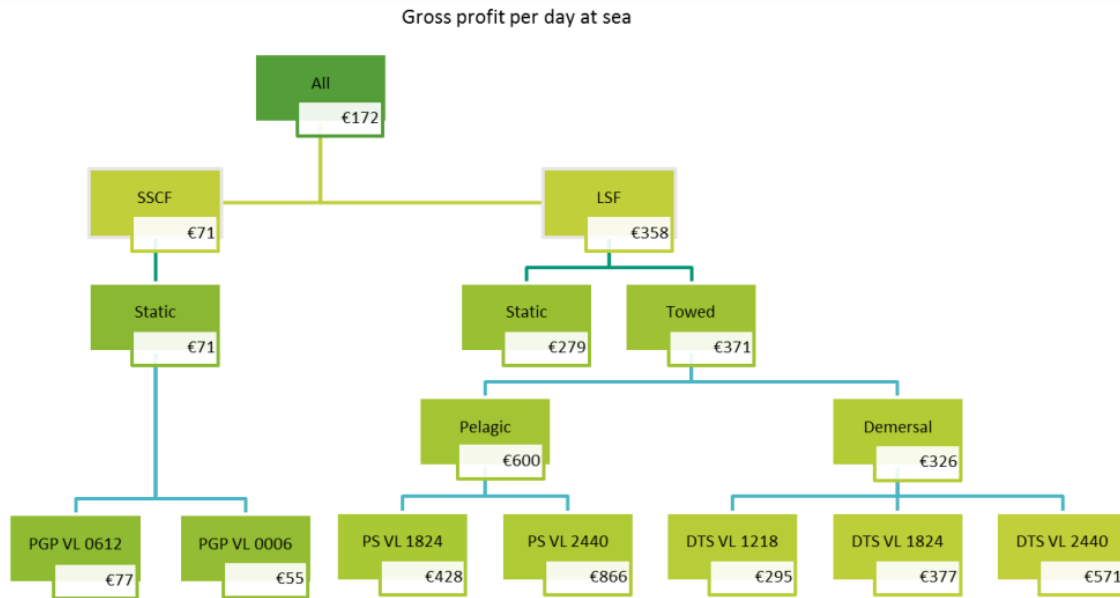 Gross profit per day at sea
All
€172
SSCF
€71
LSF
€358
Static
€71
Static
€279
Towed
€371
Pelagic
€600
Demersal
€326
PGP VL 0612
€77
PGP VL 0006
€55
PS VL 1824
€428
PS VL 2440
€866
DTS VL 1218
€295
DTS VL 1824
€377
DTS VL 2440
€571